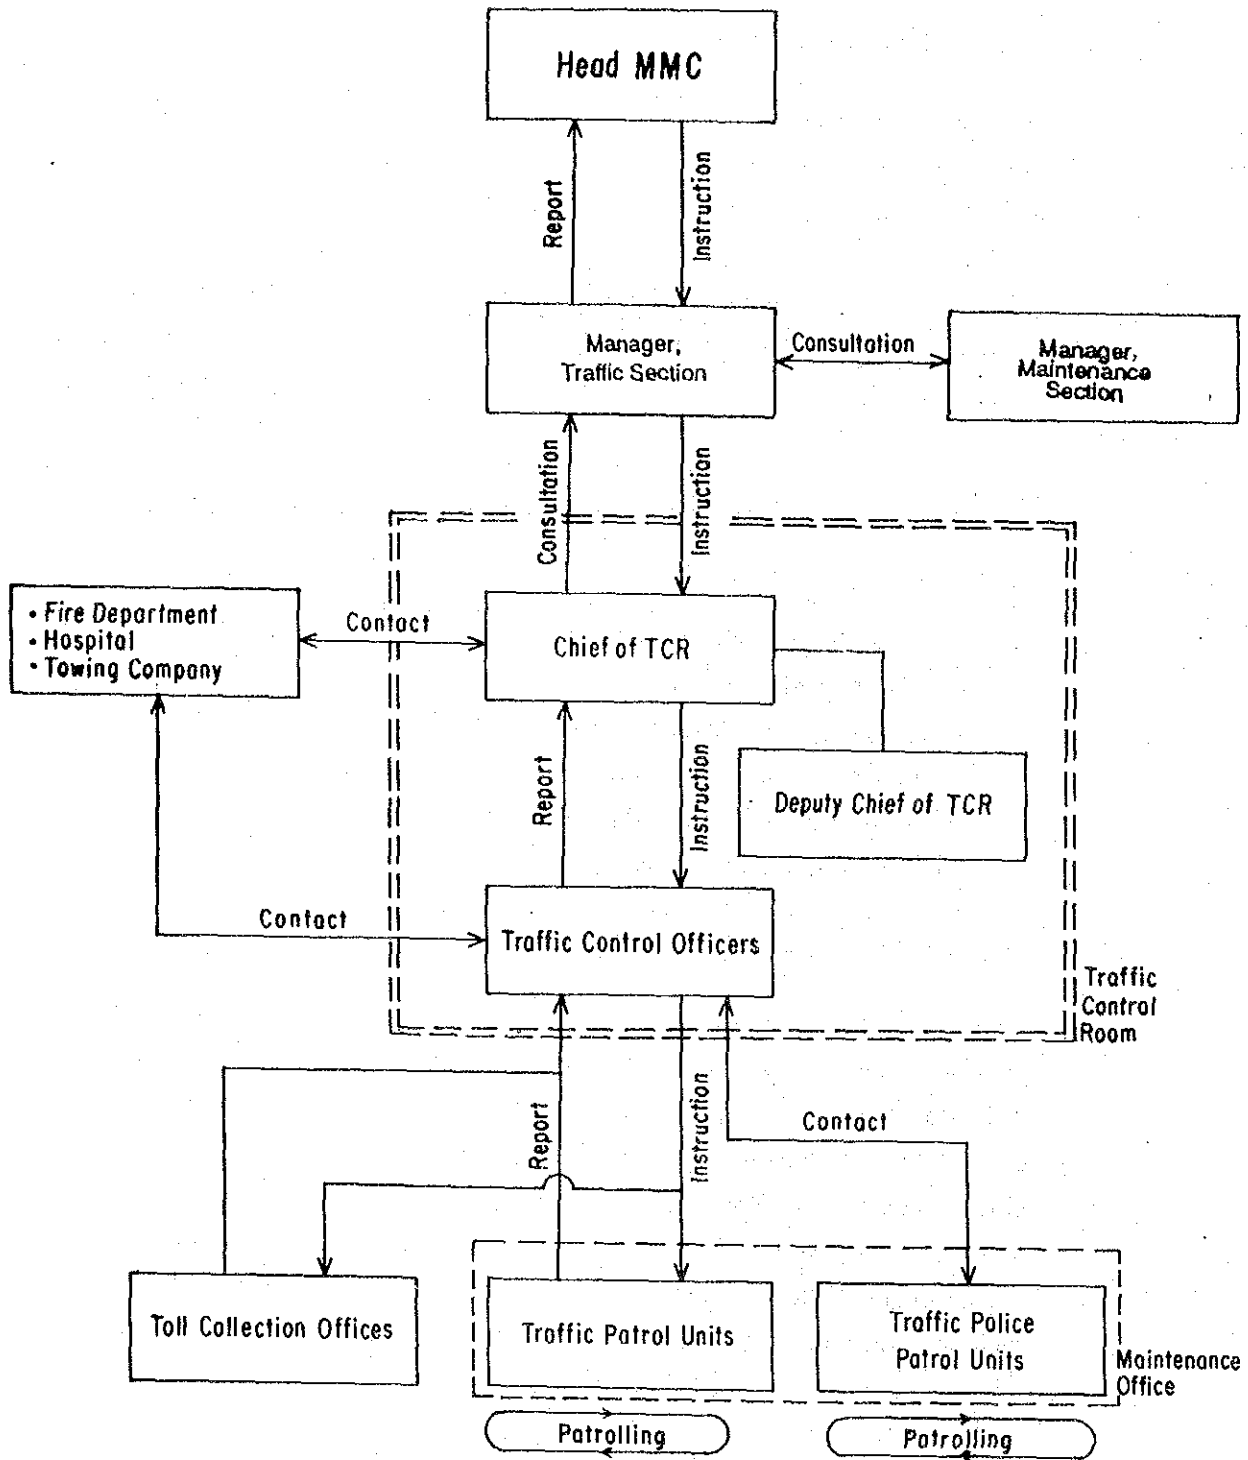 Head MMC
Report
Instruction
Manager,
Traffic Section
Consultation
Manager,
Maintenance
Section
Consultation
Instruction
• Fire Department
• Hospital
• Towing Company
Contact
Chief of TCR
Report
Instruction
Deputy Chief of TCR
Contact
Traffic Control Officers
Traffic
Control
Room
Report
Instruction
Contact
Toll Collection Offices
Traffic Patrol Units
Traffic Police
Patrol Units
Maintenance
Office
Patrolling
Patrolling